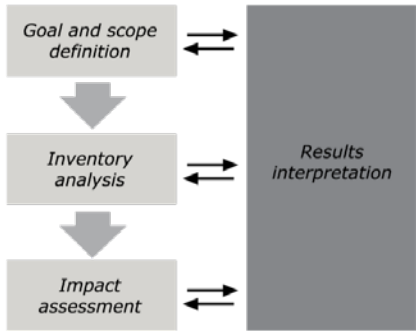 Goal and scope
definition
Inventory
analysis
Results
interpretation
Impact
assessment